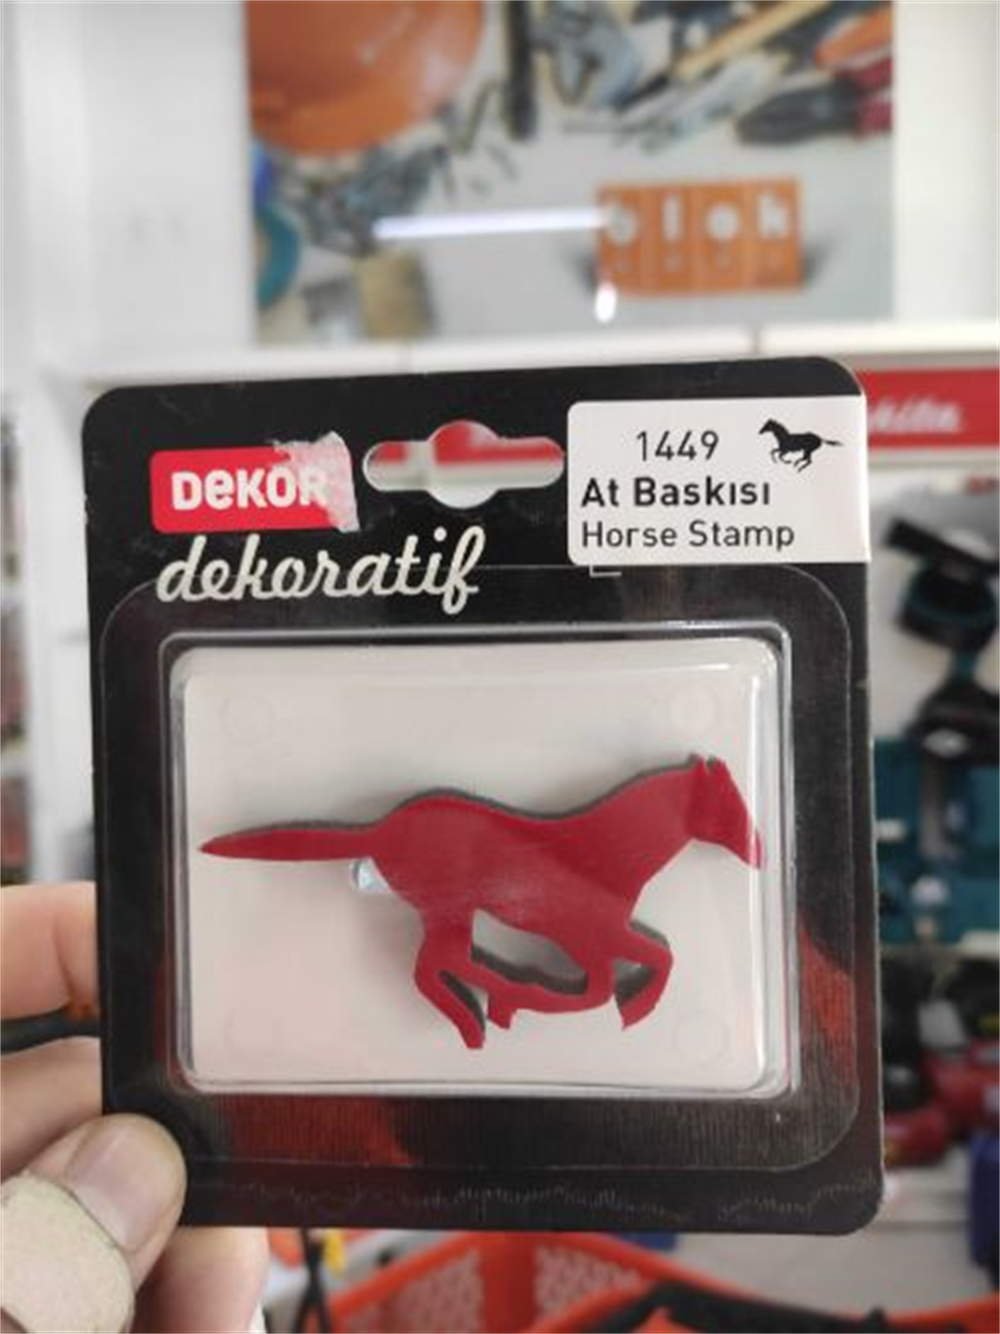 DEKOR
dekoratif
1449
At Baskısı
Horse Stamp